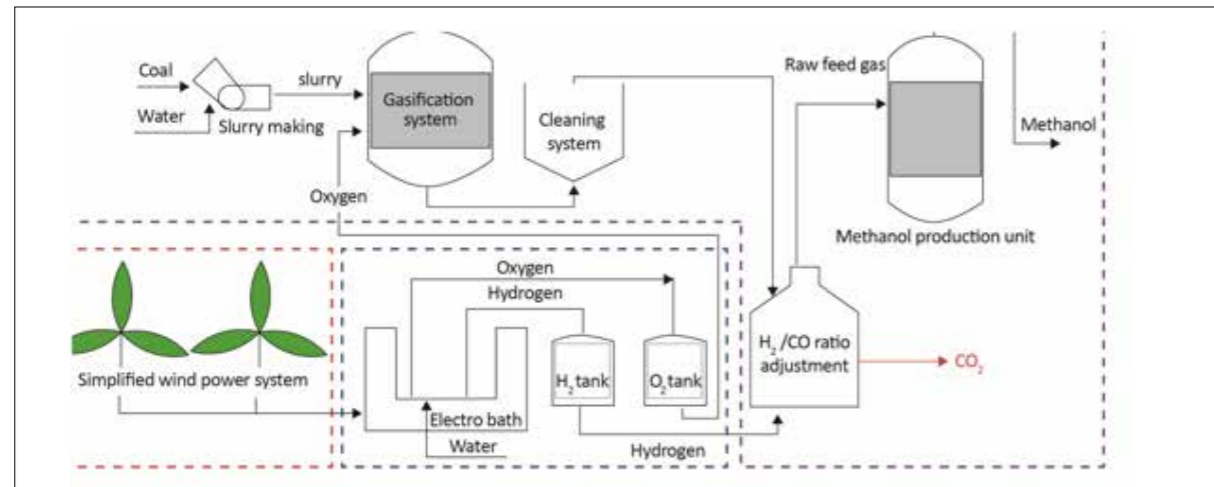 Coal
Water
Slurry making
slurry
Gasification
system
Oxygen
Cleaning
system
Raw feed gas
Methanol
Methanol production unit
Simplified wind power system
Oxygen
Hydrogen
H2 tank
O2 tank
Electro bath
Water
Hydrogen
H2 /CO ratio
adjustment
CO2